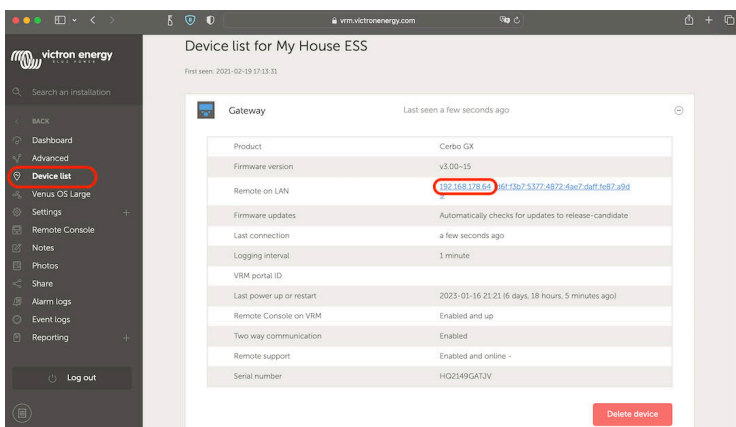 vrm.victronenergy.com
victron energy
BLUE POWER
Search an installation
BACK
Dashboard
Advanced
Device list
Venus OS Large
Settings
Remote Console
Notes
Photos
Share
Alarm logs
Event logs
Reporting
Log out
Device list for My House ESS
First seen: 2021-02-19 17:13:31
Gateway Last seen a few seconds ago
Product Cerbo GX
Firmware version v3.00~15
Remote on LAN 192.168.178.64
Firmware updates Automatically checks for updates to release-candidate
Last connection a few seconds ago
Logging interval 1 minute
VRM portal ID
Last power up or restart 2023-01-16 21:21 (6 days, 18 hours, 5 minutes ago)
Remote Console on VRM Enabled and up
Two way communication Enabled
Remote support Enabled and online -
Serial number HQ2149GATJV
Delete device